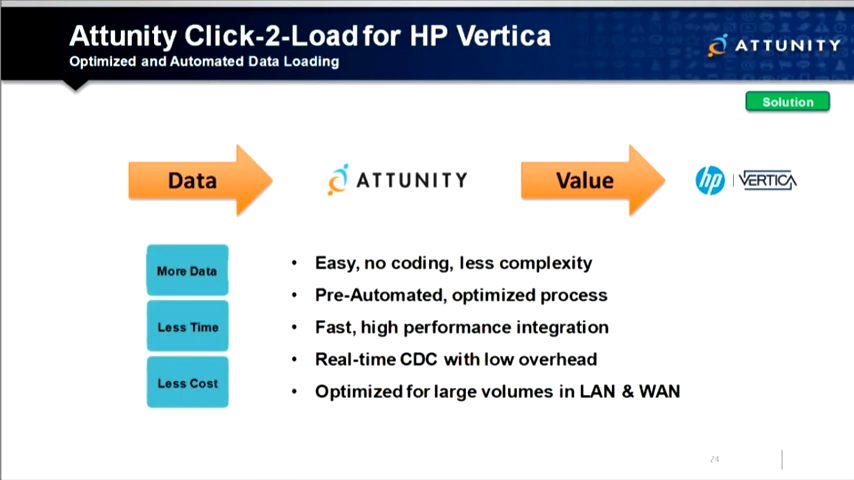 Attunity Click-2-Load for HP Vertica
Optimized and Automated Data Loading
ATTUNITY
Solution
Data
ATTUNITY
Value
hp
VERTICA
More Data
Less Time
Less Cost
• Easy, no coding, less complexity
• Pre-Automated, optimized process
• Fast, high performance integration
• Real-time CDC with low overhead
• Optimized for large volumes in LAN & WAN
74